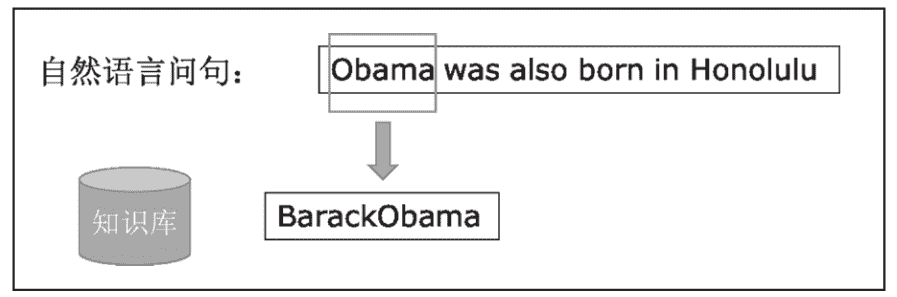 自然语言问句：
Obama was also born in Honolulu
知识库
BarackObama